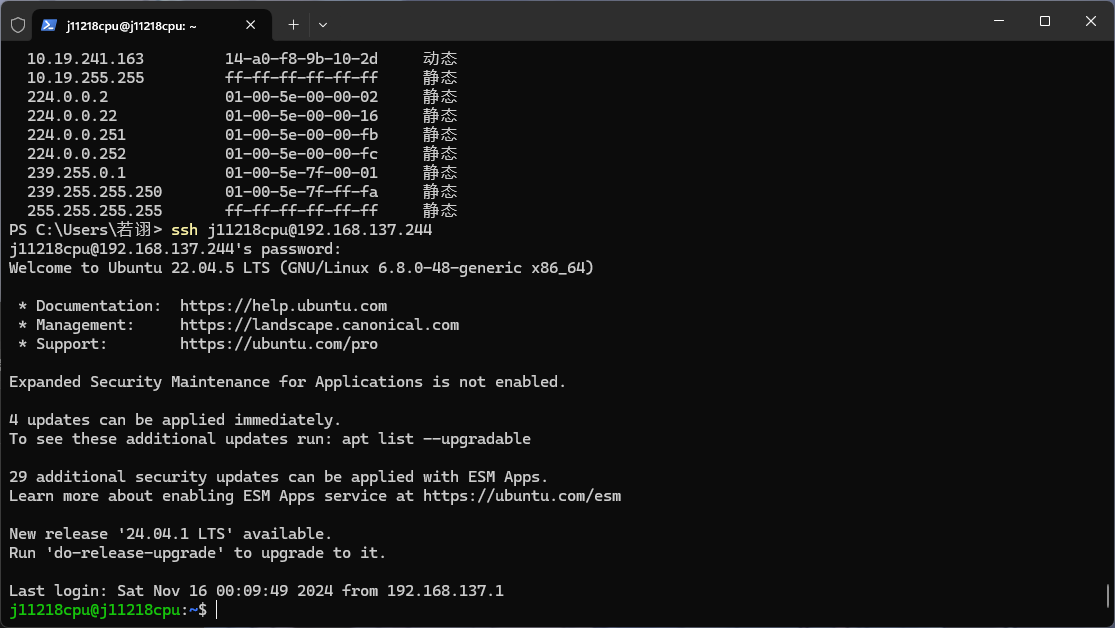 j11218cpu@j11218cpu: ~
10.19.241.163 14-a0-f8-9b-10-2d 动态
10.19.255.255 ff-ff-ff-ff-ff-ff 静态
224.0.0.2 01-00-5e-00-00-02 静态
224.0.0.22 01-00-5e-00-00-16 静态
224.0.0.251 01-00-5e-00-00-fb 静态
224.0.0.252 01-00-5e-00-00-fc 静态
239.255.0.1 01-00-5e-7f-00-01 静态
239.255.255.250 01-00-5e-7f-ff-fa 静态
255.255.255.255 ff-ff-ff-ff-ff-ff 静态
PS C:\Users\若诩> ssh j11218cpu@192.168.137.244
j11218cpu@192.168.137.244's password:
Welcome to Ubuntu 22.04.5 LTS (GNU/Linux 6.8.0-48-generic x86_64)
* Documentation: https://help.ubuntu.com
* Management: https://landscape.canonical.com
* Support: https://ubuntu.com/pro
Expanded Security Maintenance for Applications is not enabled.
4 updates can be applied immediately.
To see these additional updates run: apt list --upgradable
29 additional security updates can be applied with ESM Apps.
Learn more about enabling ESM Apps service at https://ubuntu.com/esm
New release '24.04.1 LTS' available.
Run 'do-release-upgrade' to upgrade to it.
Last login: Sat Nov 16 00:09:49 2024 from 192.168.137.1
j11218cpu@j11218cpu:~$